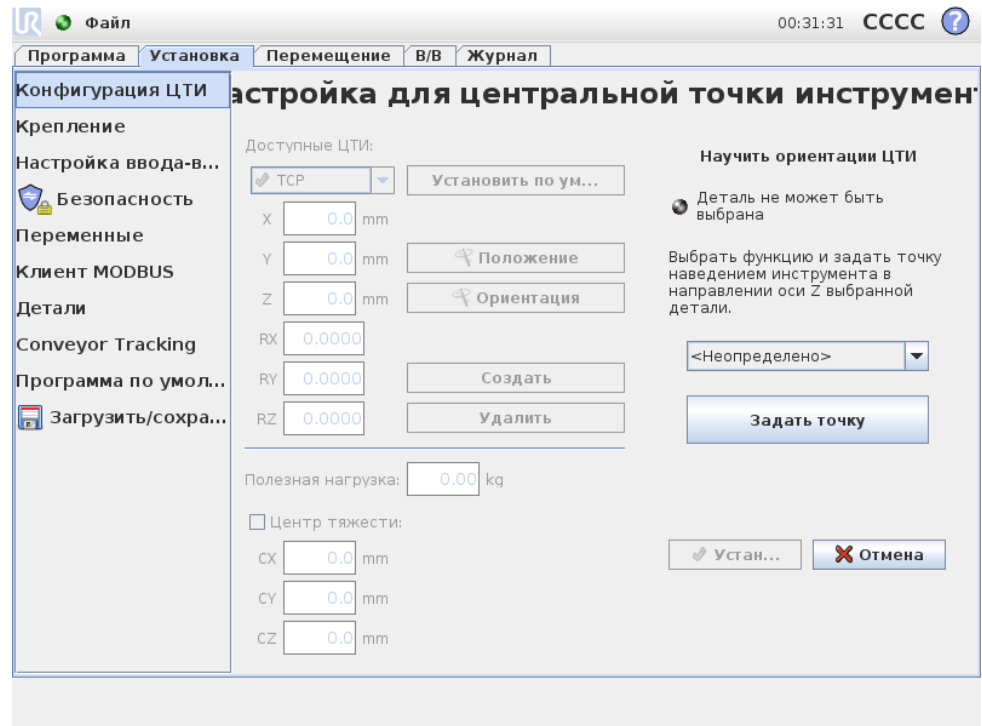 UR Файл 00:31:31 CCCC ?
Программа Установка Перемещение В/В Журнал
Конфигурация ЦТИ
Крепление
Настройка ввода-в...
Безопасность
Переменные
Клиент MODBUS
Детали
Conveyor Tracking
Программа по умол...
Загрузить/сохра...
астройка для центральной точки инструмен
Доступные ЦТИ:
TCP Установить по ум...
X 0.0 mm
Y 0.0 mm Положение
Z 0.0 mm Ориентация
RX 0.0000
RY 0.0000 Создать
RZ 0.0000 Удалить
Полезная нагрузка: 0.00 kg
Центр тяжести:
CX 0.0 mm
CY 0.0 mm
CZ 0.0 mm
Научить ориентации ЦТИ
Деталь не может быть
выбрана
Выбрать функцию и задать точку
наведением инструмента в
направлении оси Z выбранной
детали.
<Неопределено>
Задать точку
Устан... Отмена